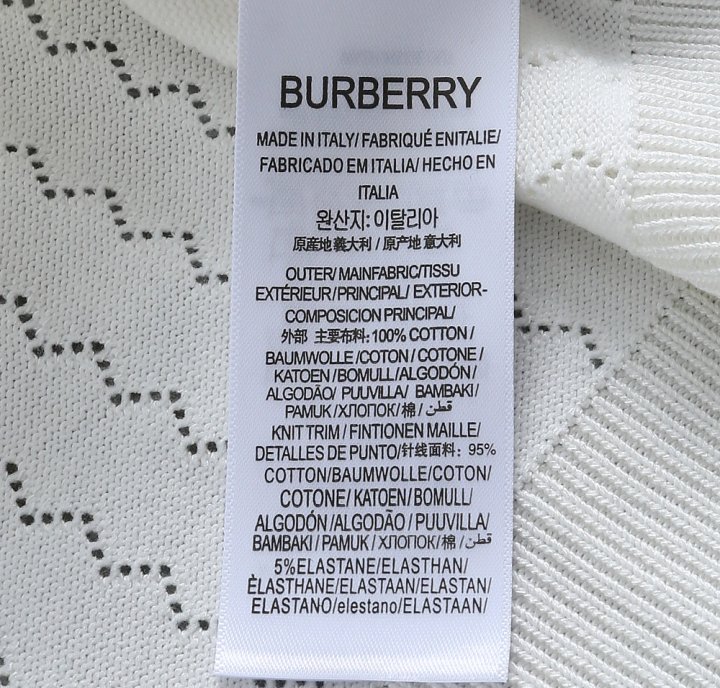 BURBERRY
MADE IN ITALY/ FABRIQUÉ ENITALIE/
FABRICADO EM ITALIA/ HECHO EN
ITALIA
완산지: 이탈리아
原産地義大利 / 原产地 意大利
OUTER/ MAINFABRIC/TISSU
EXTÉRIEUR/PRINCIPAL/ EXTERIOR-
COMPOSICION PRINCIPAL/
外部 主要布料: 100% COTTON /
BAUMWOLLE /COTON / COTONE /
KATOEN /BOMULL/ALGODÓN/
ALGODÃO/ PUUVILLA/ BAMBAKI/
PAMUK /ХЛОПОК/棉/ قطن
KNIT TRIM / FINTIONEN MAILLE/
DETALLES DE PUNTO/针线面料: 95%
COTTON/BAUMWOLLE/COTON/
COTONE/ KATOEN/BOMULL/
ALGODÓN /ALGODÃO / PUUVILLA/
BAMBAKI / PAMUK / ХЛОПОК/棉/ قطن
5%ELASTANE/ELASTHAN/
ÈLASTHANE/ELASTAAN/ELASTAN/
ELASTANO/elestano/ELASTAAN/